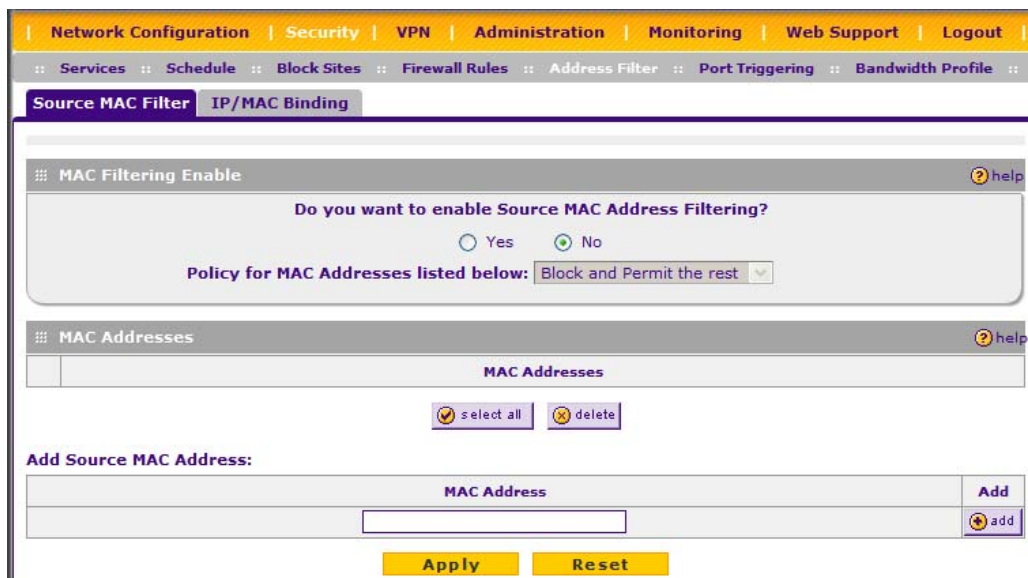 Network Configuration | Security | VPN | Administration | Monitoring | Web Support | Logout
:: Services :: Schedule :: Block Sites :: Firewall Rules :: Address Filter :: Port Triggering :: Bandwidth Profile ::
Source MAC Filter IP/MAC Binding
MAC Filtering Enable help
Do you want to enable Source MAC Address Filtering?
Yes No
Policy for MAC Addresses listed below: Block and Permit the rest
MAC Addresses help
MAC Addresses
select all delete
Add Source MAC Address:
MAC Address Add
add
Apply Reset